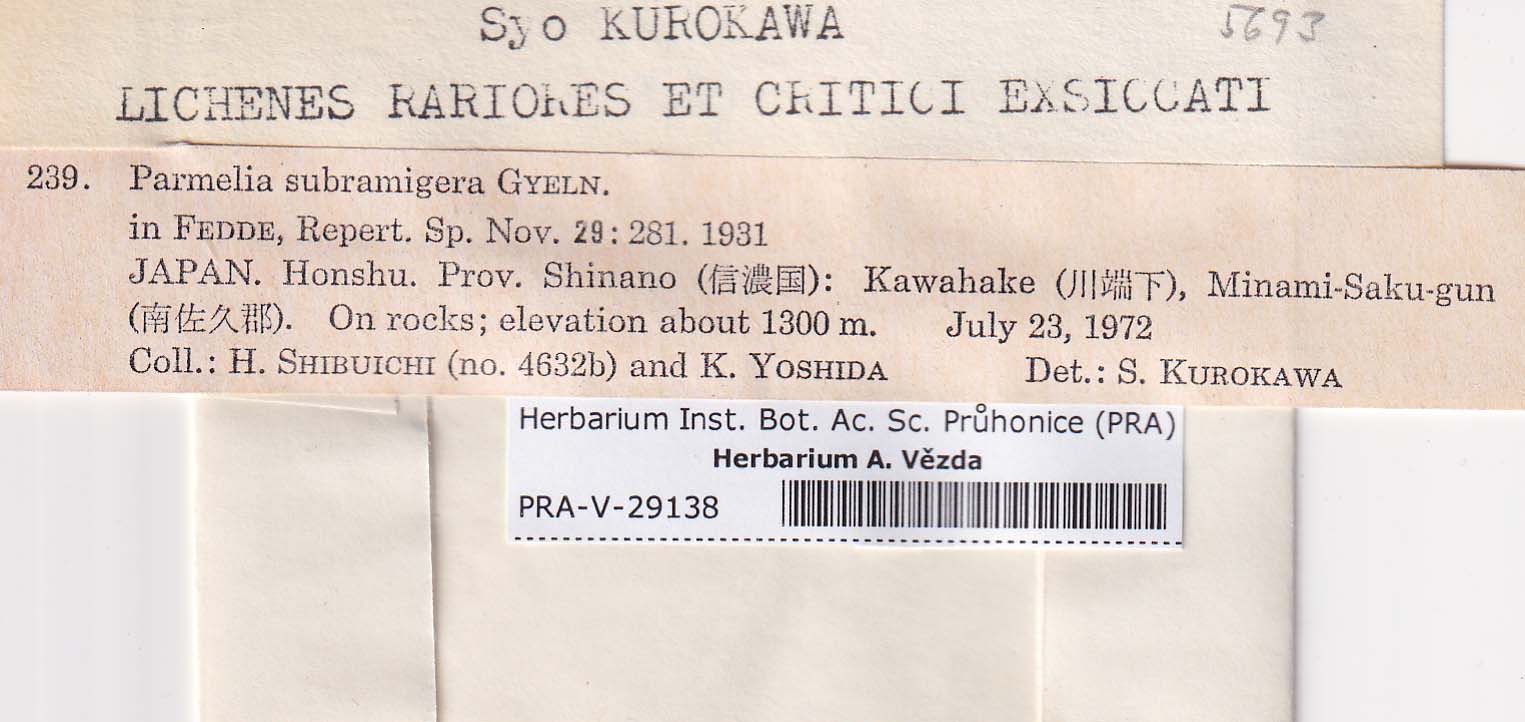 Syo KUROKAWA
5693
LICHENES RARIORES ET CRITICI EXSICCATI
239. Parmelia subramigera GYELN.
in FEDDE, Repert. Sp. Nov. 29: 281. 1931
JAPAN. Honshu. Prov. Shinano (信濃国): Kawahake (川端下), Minami-Saku-gun
(南佐久郡). On rocks; elevation about 1300 m. July 23, 1972
Coll.: H. SHIBUICHI (no. 4632b) and K. YOSHIDA Det.: S. KUROKAWA
Herbarium Inst. Bot. Ac. Sc. Průhonice (PRA)
Herbarium A. Vězda
PRA-V-29138